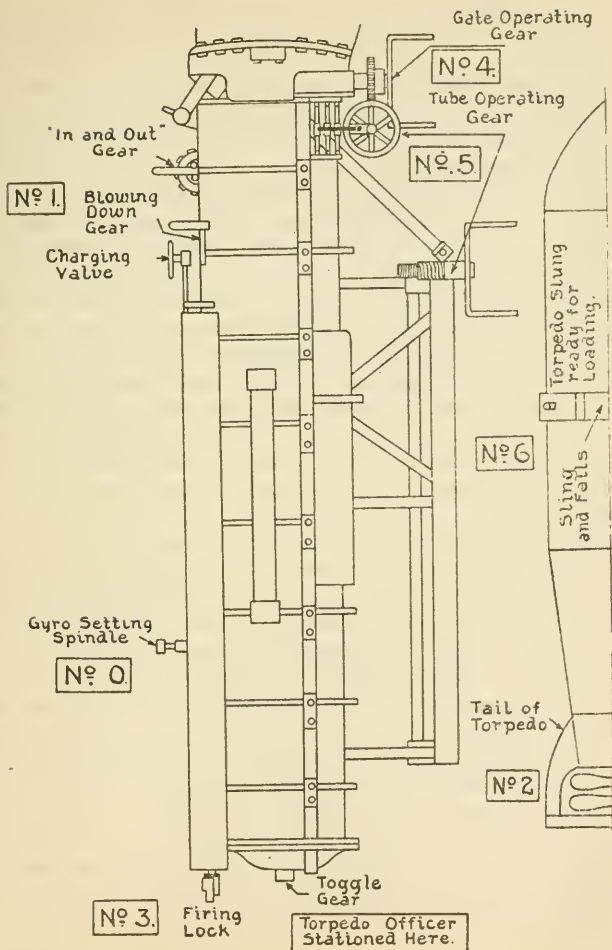 Gate Operating
Gear
Nº 4.
Tube Operating
Gear
Nº. 5
"In and Out"
Gear
Nº 1.
Blowing
Down
Gear
Charging
Valve
Torpedo Slung
ready for
Loading.
B
Nº 6
Sling
and Falls
Gyro Setting
Spindle
Nº 0.
Tail of
Torpedo
Nº 2
Toggle
Gear
Nº 3.
Firing
Lock
Torpedo Officer
Stationed Here.